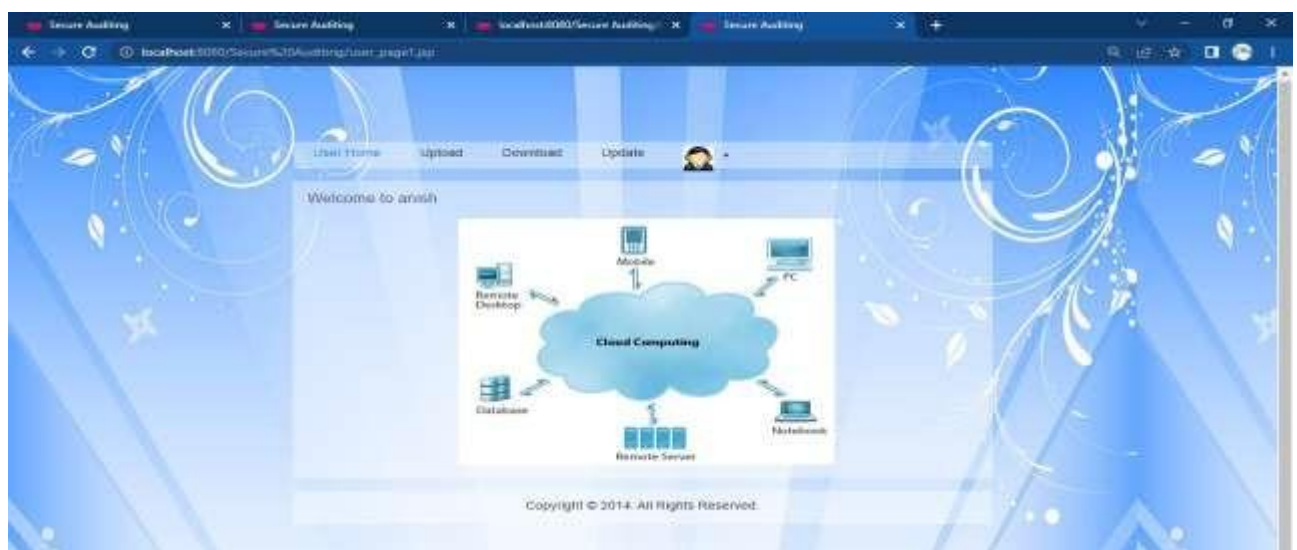 Secure Auditing
Secure Auditing
localhost:8080/Secure Auditing/
Secure Auditing
localhost:8080/Secure%20Auditing/user_page1.jsp
User Home Upload Download Update
Welcome to anish
Mobile
PC
Remote
Desktop
Cloud Computing
Database
Notebook
Remote Server
Copyright © 2014. All Rights Reserved.